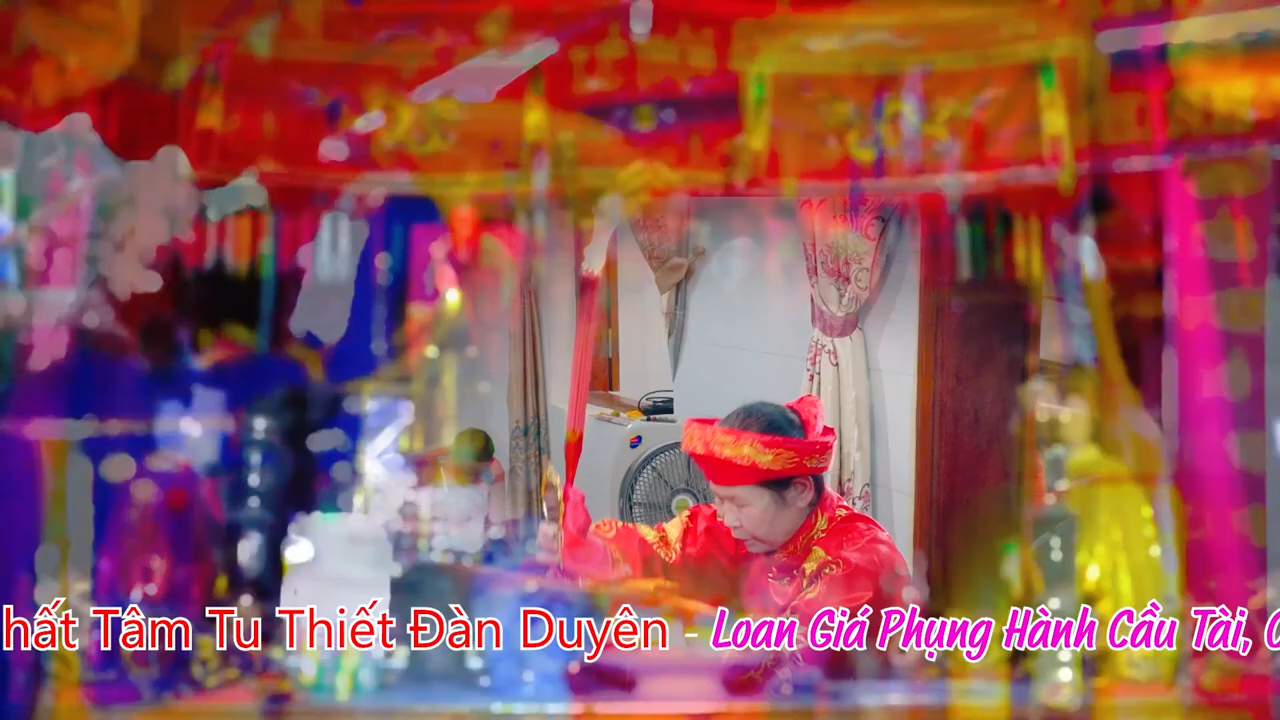 hất Tâm Tu Thiết Đàn Duyên - Loan Giá Phụng Hành Cầu Tài,